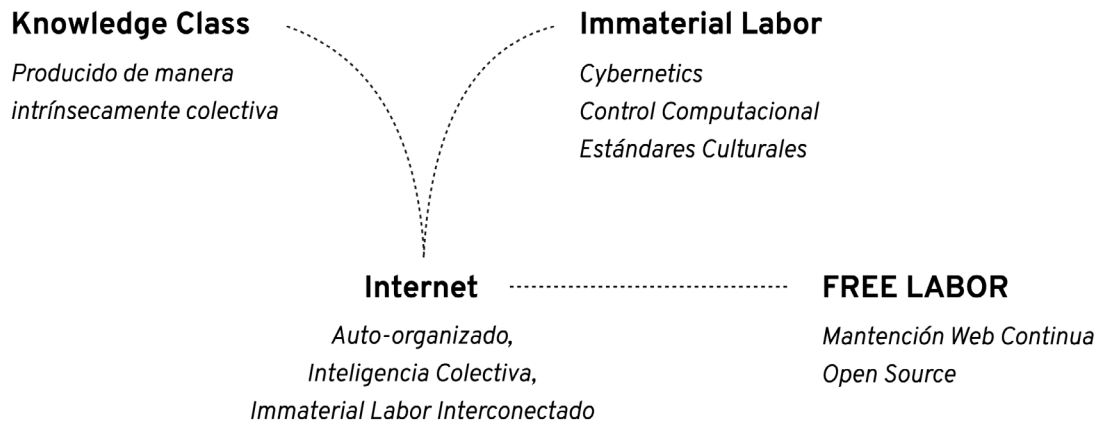 Knowledge Class
Producido de manera
intrínsecamente colectiva
Immaterial Labor
Cybernetics
Control Computacional
Estándares Culturales
Internet
Auto-organizado,
Inteligencia Colectiva,
Immaterial Labor Interconectado
FREE LABOR
Mantención Web Continua
Open Source